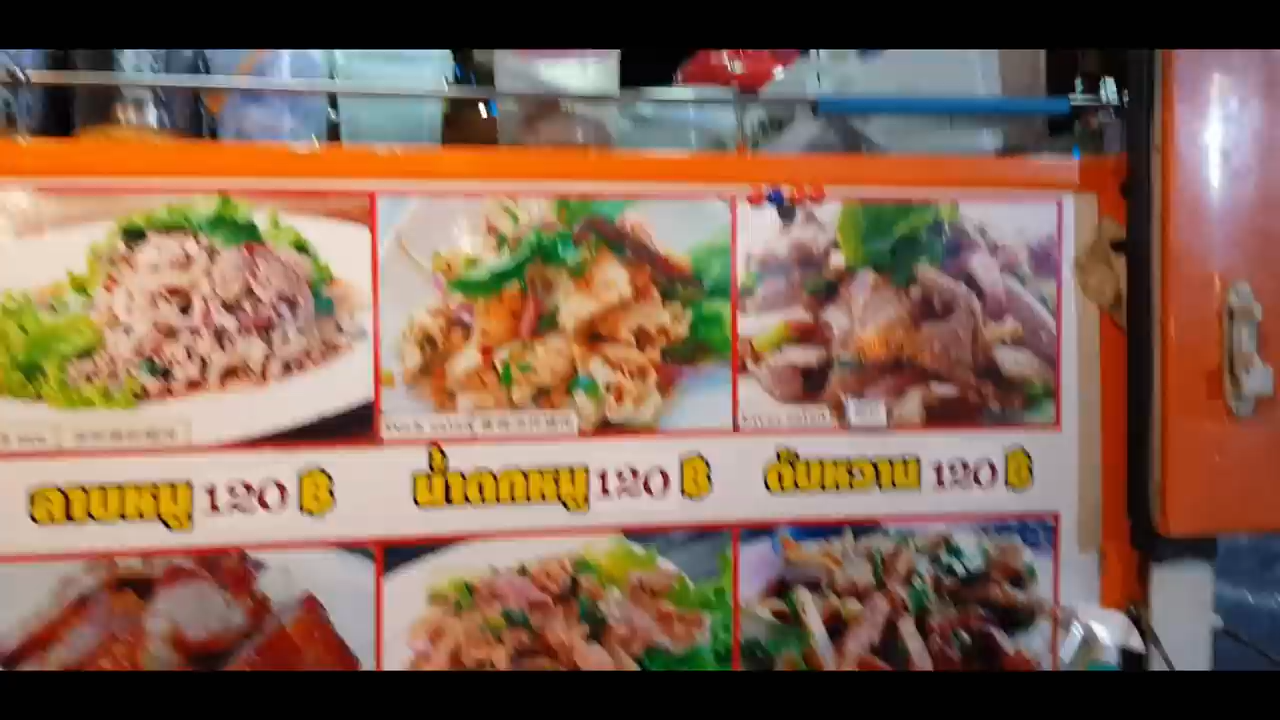 ลาบหมู 120 ฿
น้ำตกหมู 120 ฿
ตับหวาน 120 ฿